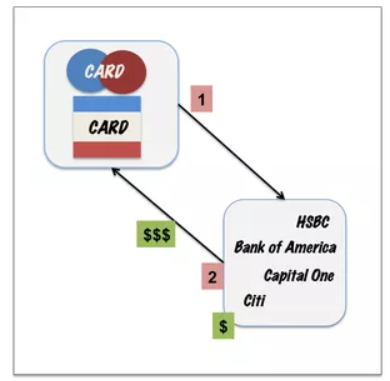 CARD
CARD
1
$$$
2
HSBC
Bank of America
Capital One
Citi
$